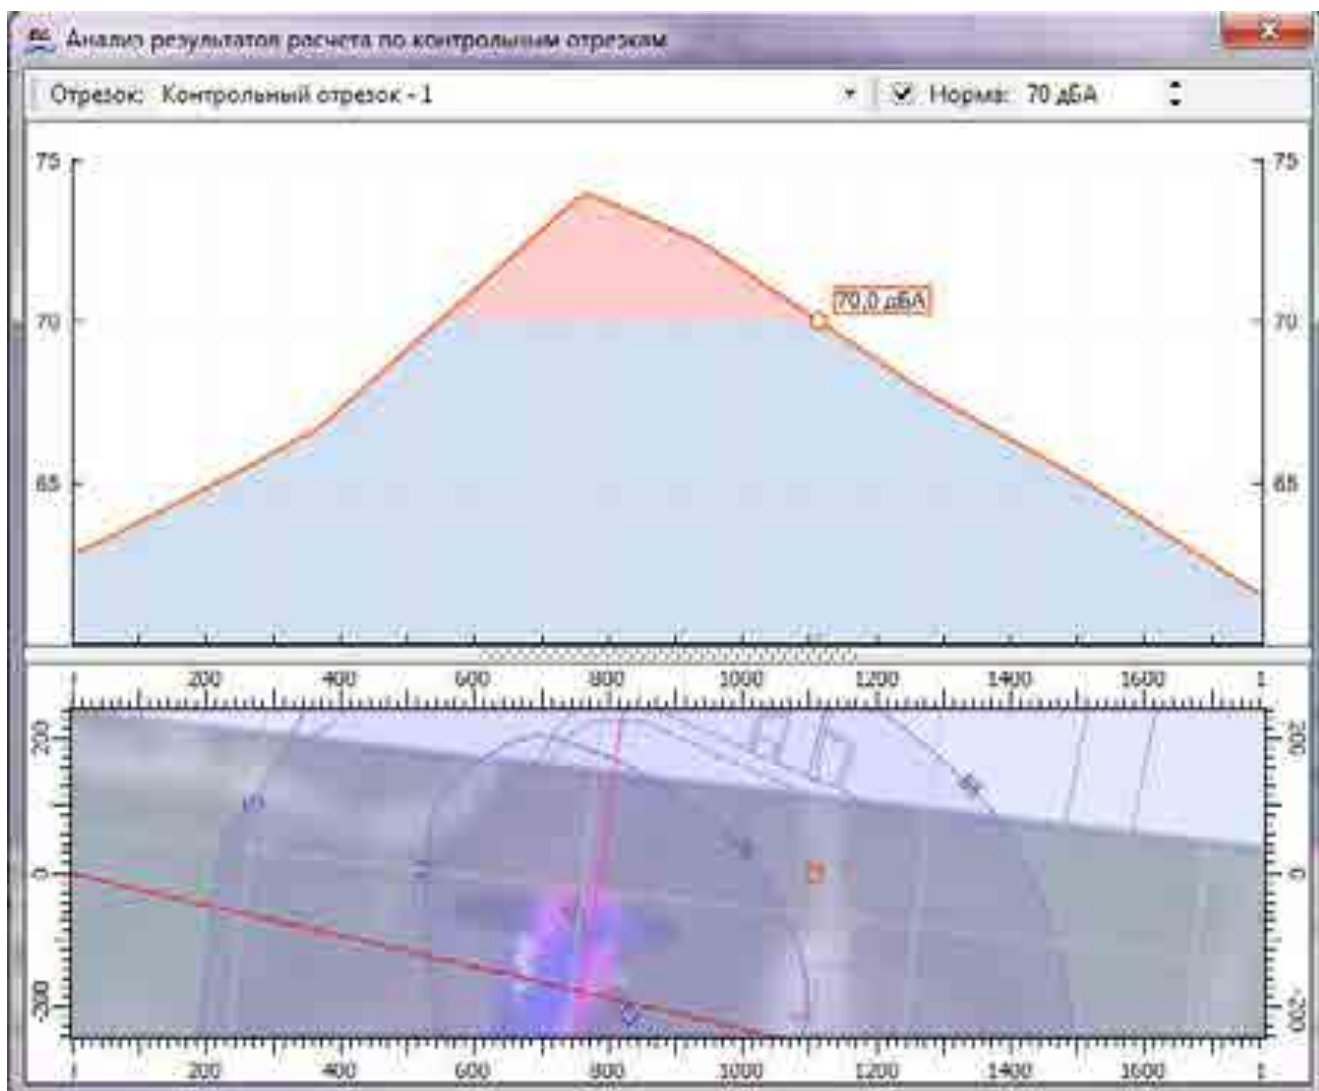 Анализ результатов расчета по контрольным отрезкам
Отрезок: Контрольный отрезок - 1
Норма: 70 дБА
75 75
70,0 дБА
70 70
65 65
200 400 600 800 1000 1200 1400 1600
200 200
0 0
-200 -200
200 400 600 800 1000 1200 1400 1600